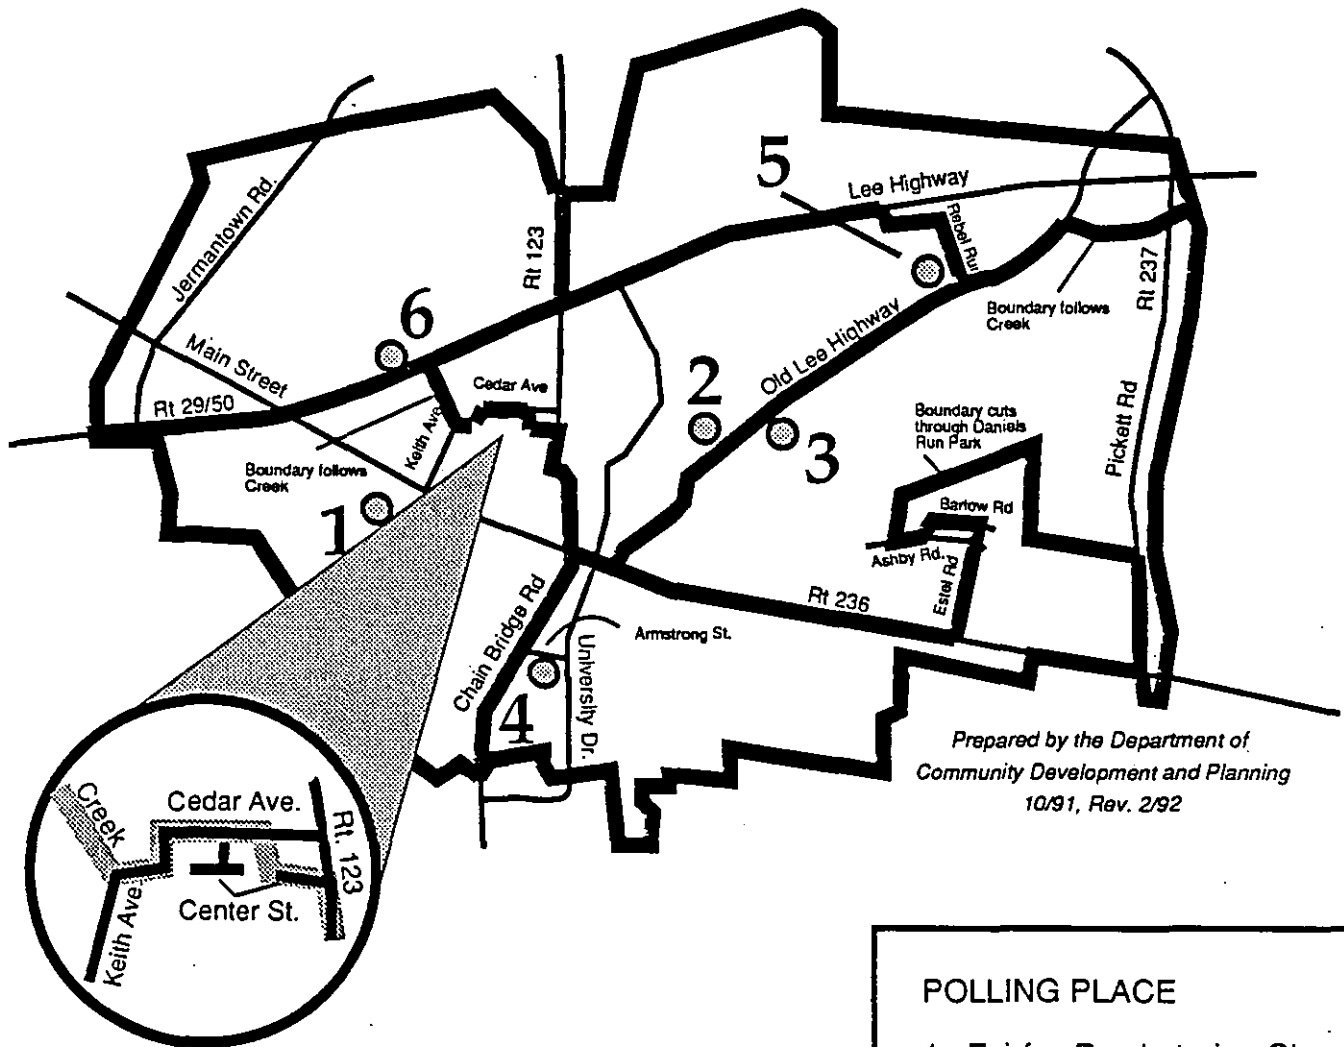 5
Lee Highway
Jermantown Rd.
Rt 123
Rebel Run
Rt 237
Boundary follows
Creek
6
Main Street
Old Lee Highway
2
Cedar Ave
Rt 29/50
Keith Ave
Boundary cuts
through Daniels
Run Park
3
Pickett Rd
Boundary follows
Creek
1
Barlow Rd
Ashby Rd.
Estel Rd
Rt 236
Chain Bridge Rd
Armstrong St.
University Dr.
4
Prepared by the Department of
Community Development and Planning
10/91, Rev. 2/92
Creek
Cedar Ave.
Rt. 123
Center St.
Keith Ave
POLLING PLACE